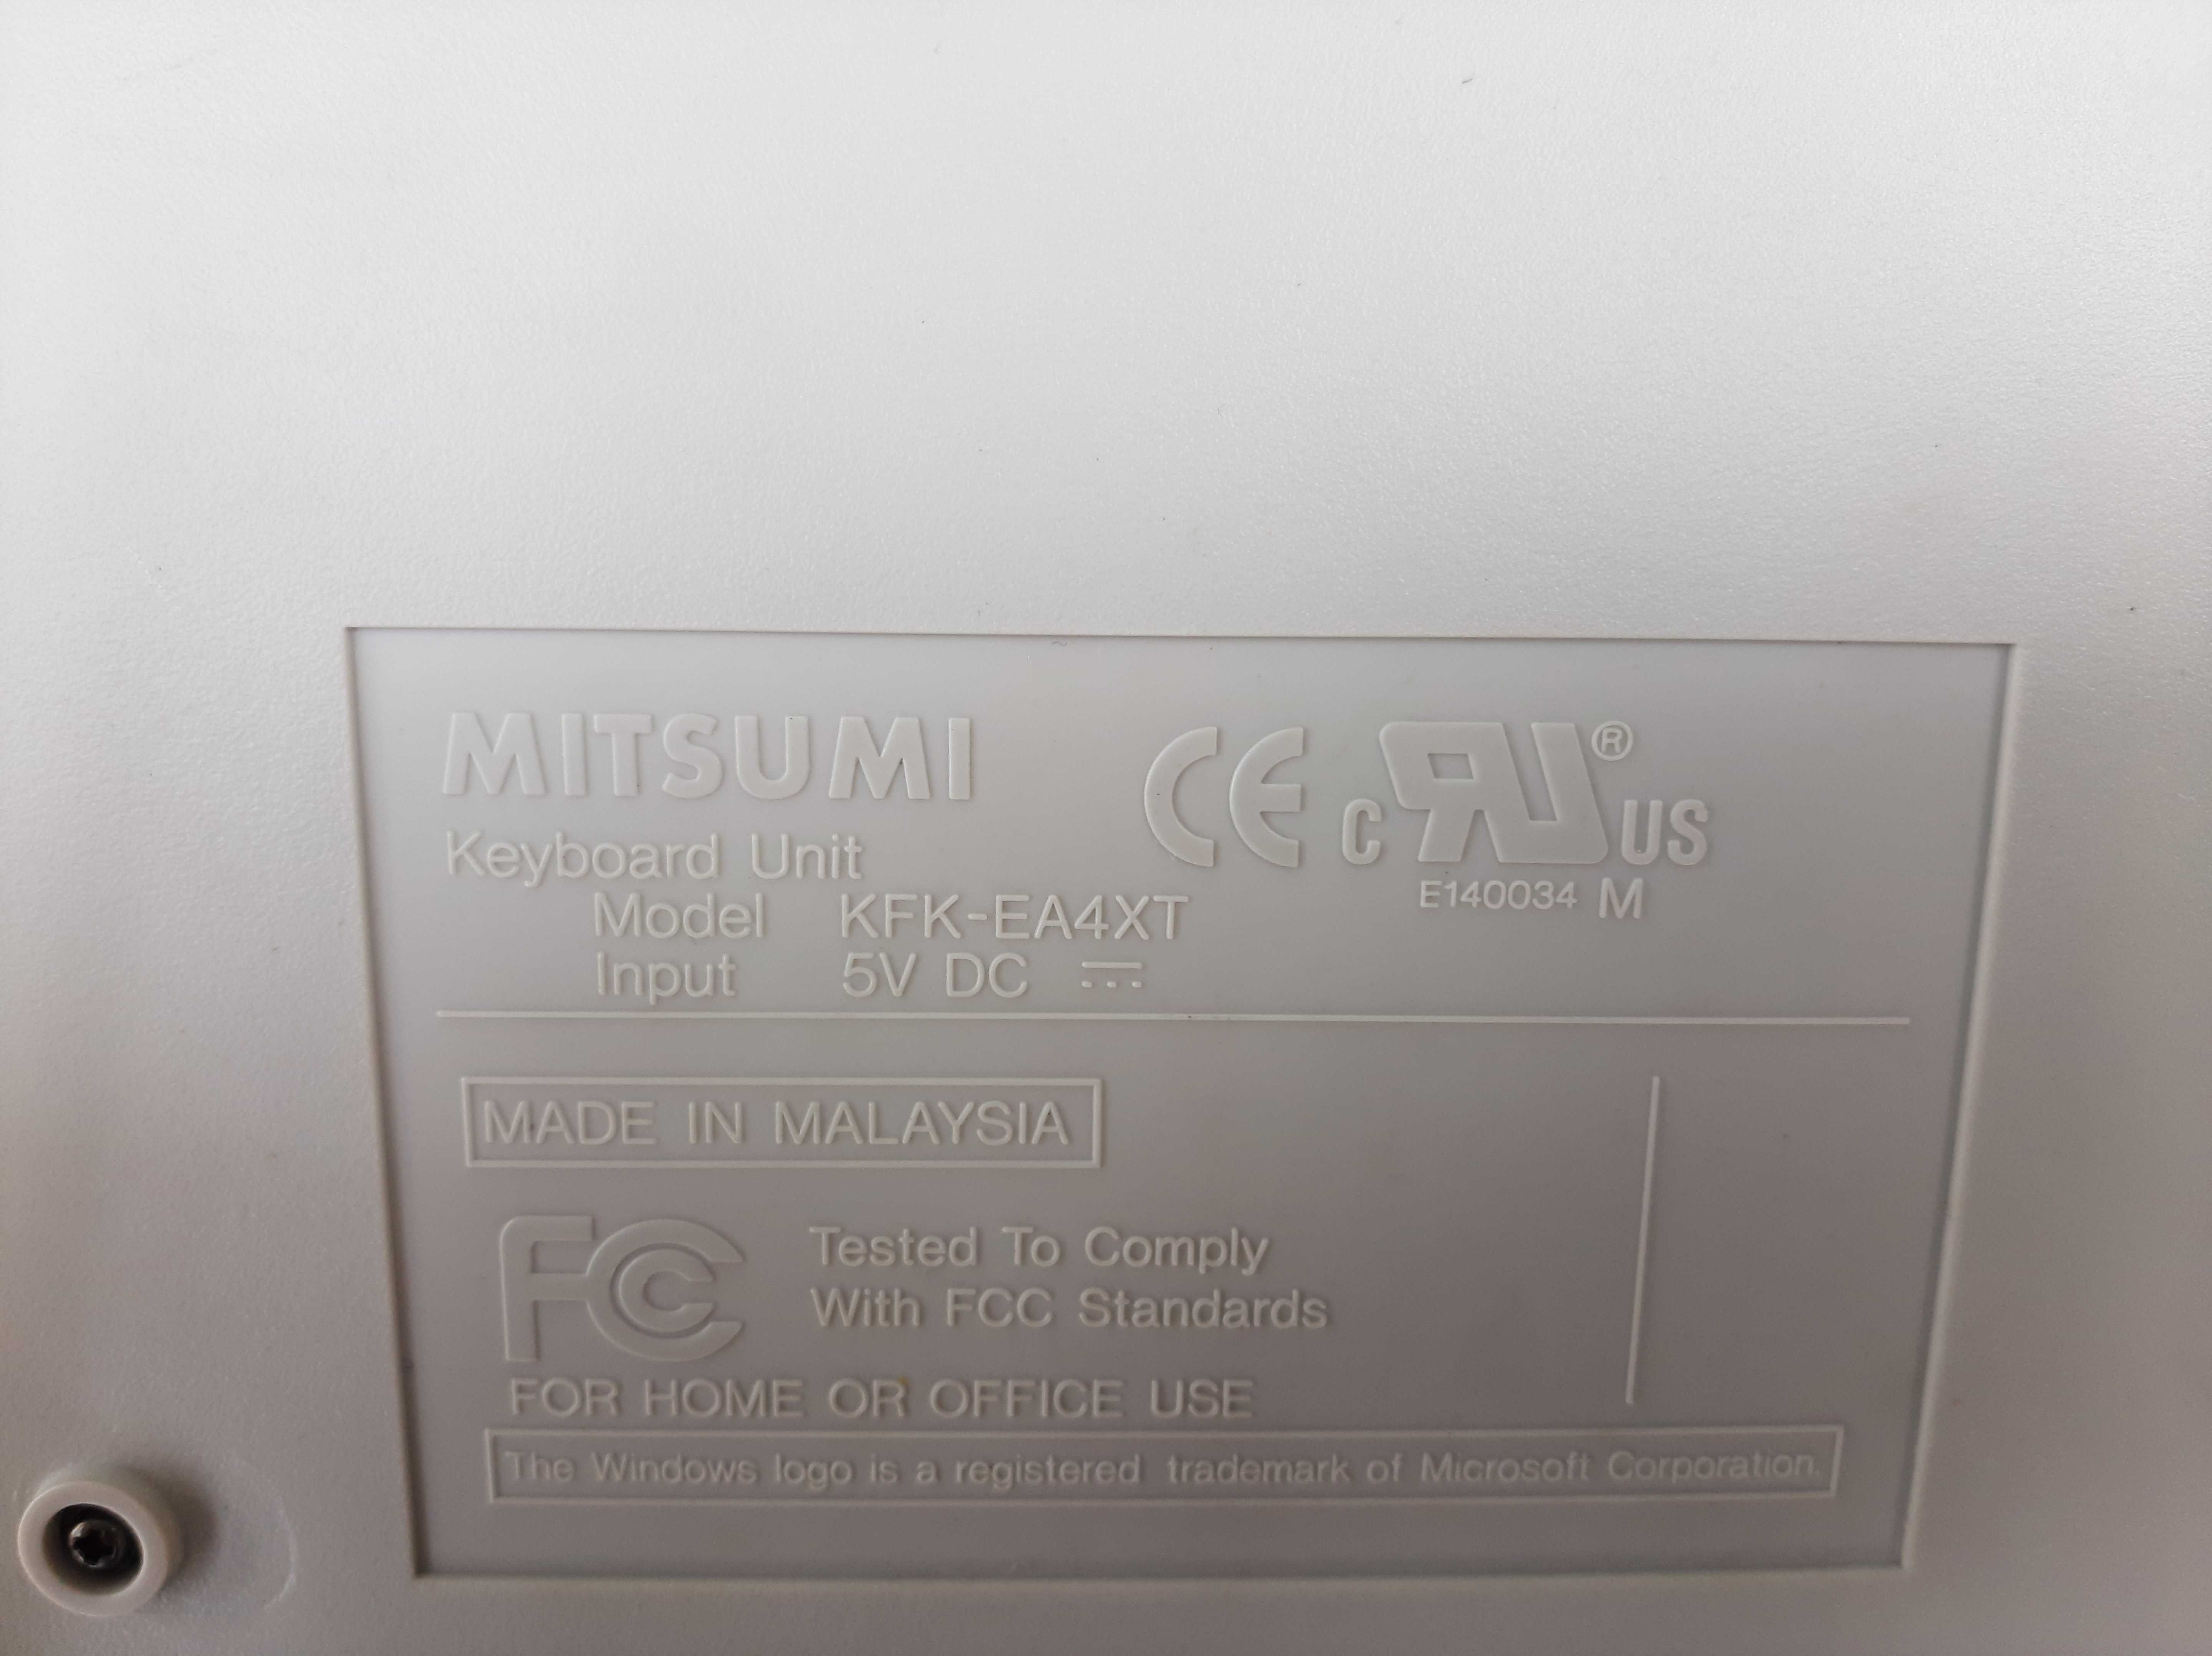 MITSUMI
CE c RU® US
Keyboard Unit
E140034 M
Model KFK-EA4XT
Input 5V DC
MADE IN MALAYSIA
FC Tested To Comply
With FCC Standards
FOR HOME OR OFFICE USE
The Windows logo is a registered trademark of Microsoft Corporation.